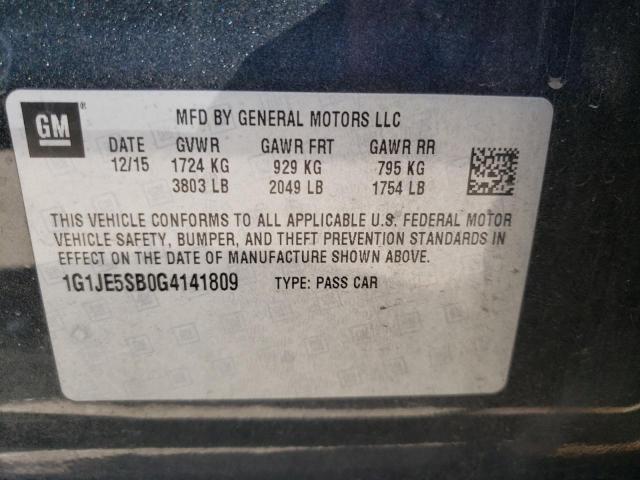 GM ®
MFD BY GENERAL MOTORS LLC
DATE GVWR GAWR FRT GAWR RR
12/15 1724 KG 929 KG 795 KG
3803 LB 2049 LB 1754 LB
THIS VEHICLE CONFORMS TO ALL APPLICABLE U.S. FEDERAL MOTOR
VEHICLE SAFETY, BUMPER, AND THEFT PREVENTION STANDARDS IN
EFFECT ON THE DATE OF MANUFACTURE SHOWN ABOVE.
1G1JE5SB0G4141809 TYPE: PASS CAR